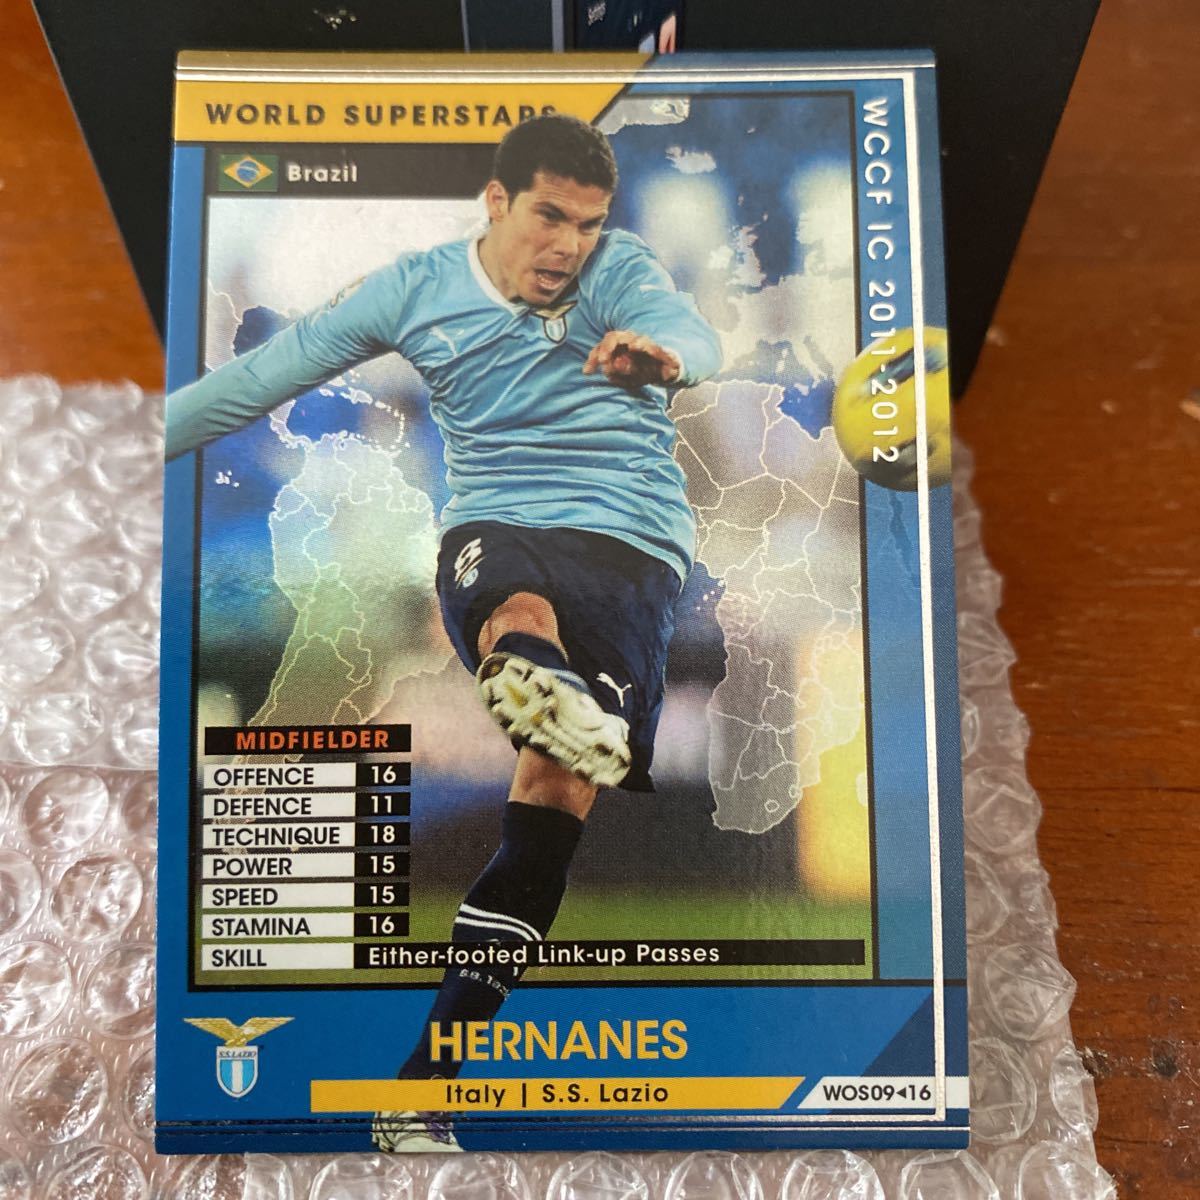 WORLD SUPERSTARS
Brazil
WCCF IC 2011-2012
MIDFIELDER
OFFENCE 16
DEFENCE 11
TECHNIQUE 18
POWER 15
SPEED 15
STAMINA 16
SKILL Either-footed Link-up Passes
S.S.LAZIO
HERNANES
Italy | S.S. Lazio
WOS09◄16